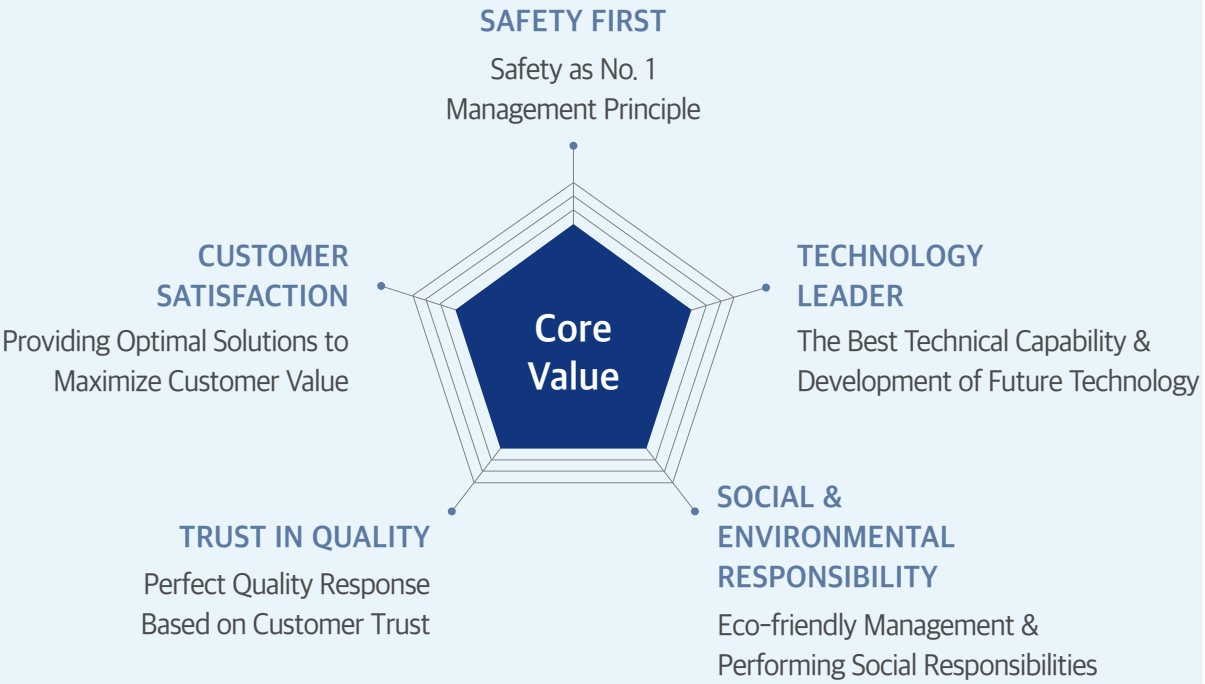 SAFETY FIRST
Safety as No. 1
Management Principle
CUSTOMER
SATISFACTION
Providing Optimal Solutions to
Maximize Customer Value
Core
Value
TECHNOLOGY
LEADER
The Best Technical Capability &
Development of Future Technology
TRUST IN QUALITY
Perfect Quality Response
Based on Customer Trust
SOCIAL &
ENVIRONMENTAL
RESPONSIBILITY
Eco-friendly Management &
Performing Social Responsibilities